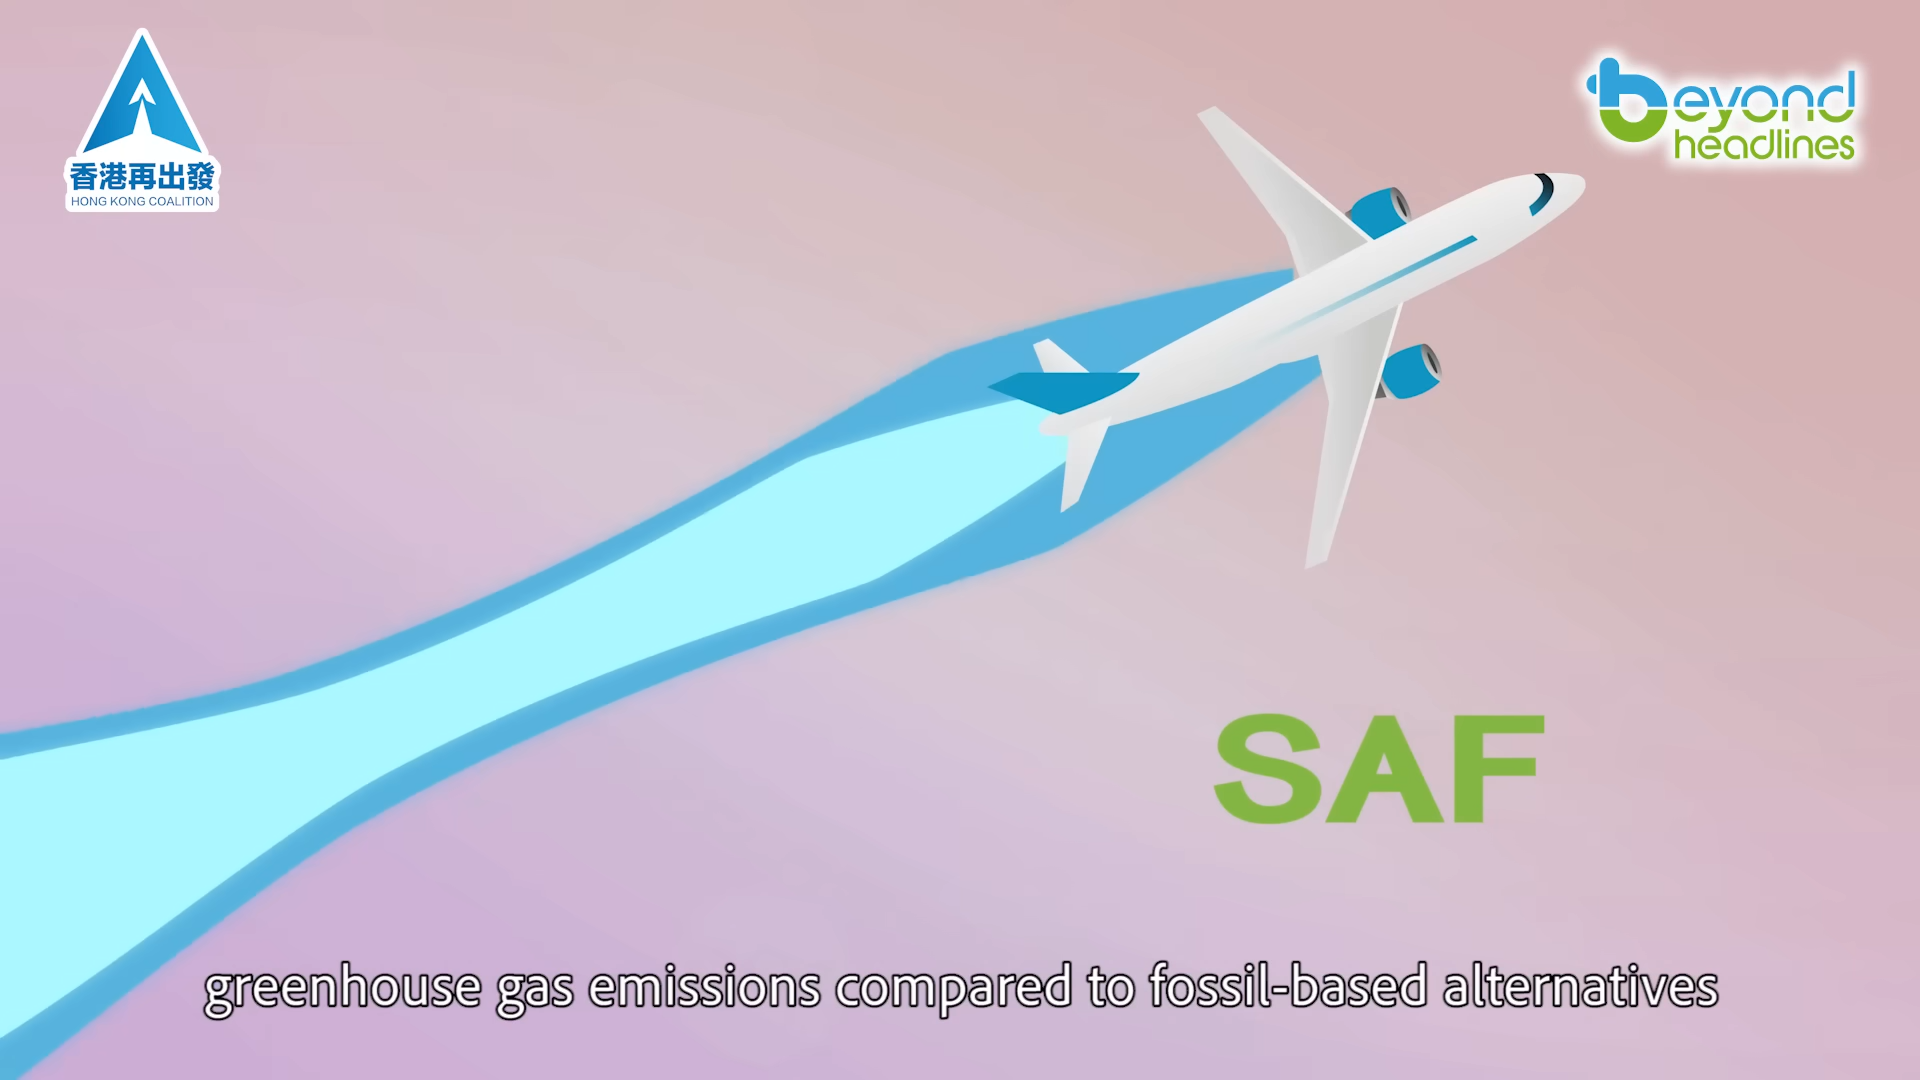 香港再出發
HONG KONG COALITION
beyond
headlines
SAF
greenhouse gas emissions compared to fossil-based alternatives